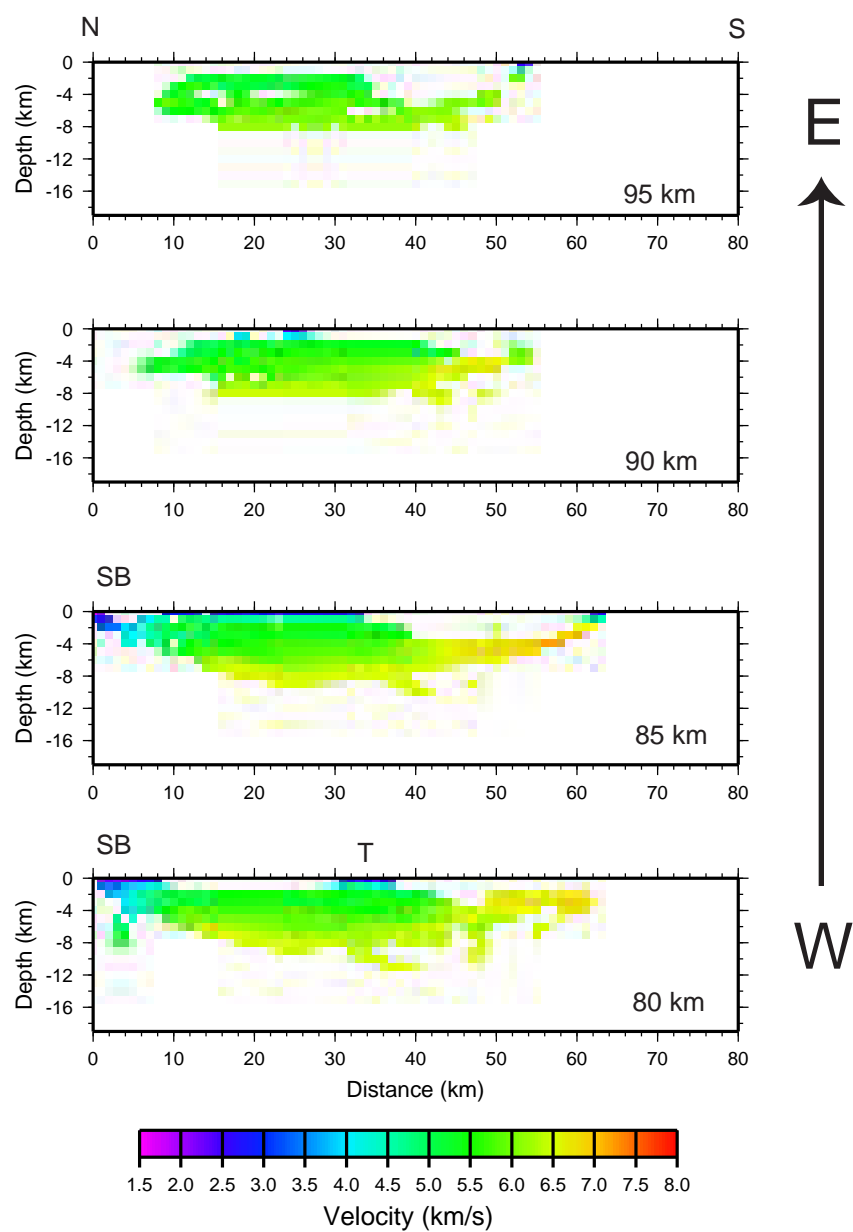 N S
0
-4
-8
-12
-16
Depth (km)
95 km
0 10 20 30 40 50 60 70 80
E
0
-4
-8
-12
-16
Depth (km)
90 km
0 10 20 30 40 50 60 70 80
SB
0
-4
-8
-12
-16
Depth (km)
85 km
0 10 20 30 40 50 60 70 80
SB T
0
-4
-8
-12
-16
Depth (km)
80 km
W
0 10 20 30 40 50 60 70 80
Distance (km)
1.5 2.0 2.5 3.0 3.5 4.0 4.5 5.0 5.5 6.0 6.5 7.0 7.5 8.0
Velocity (km/s)